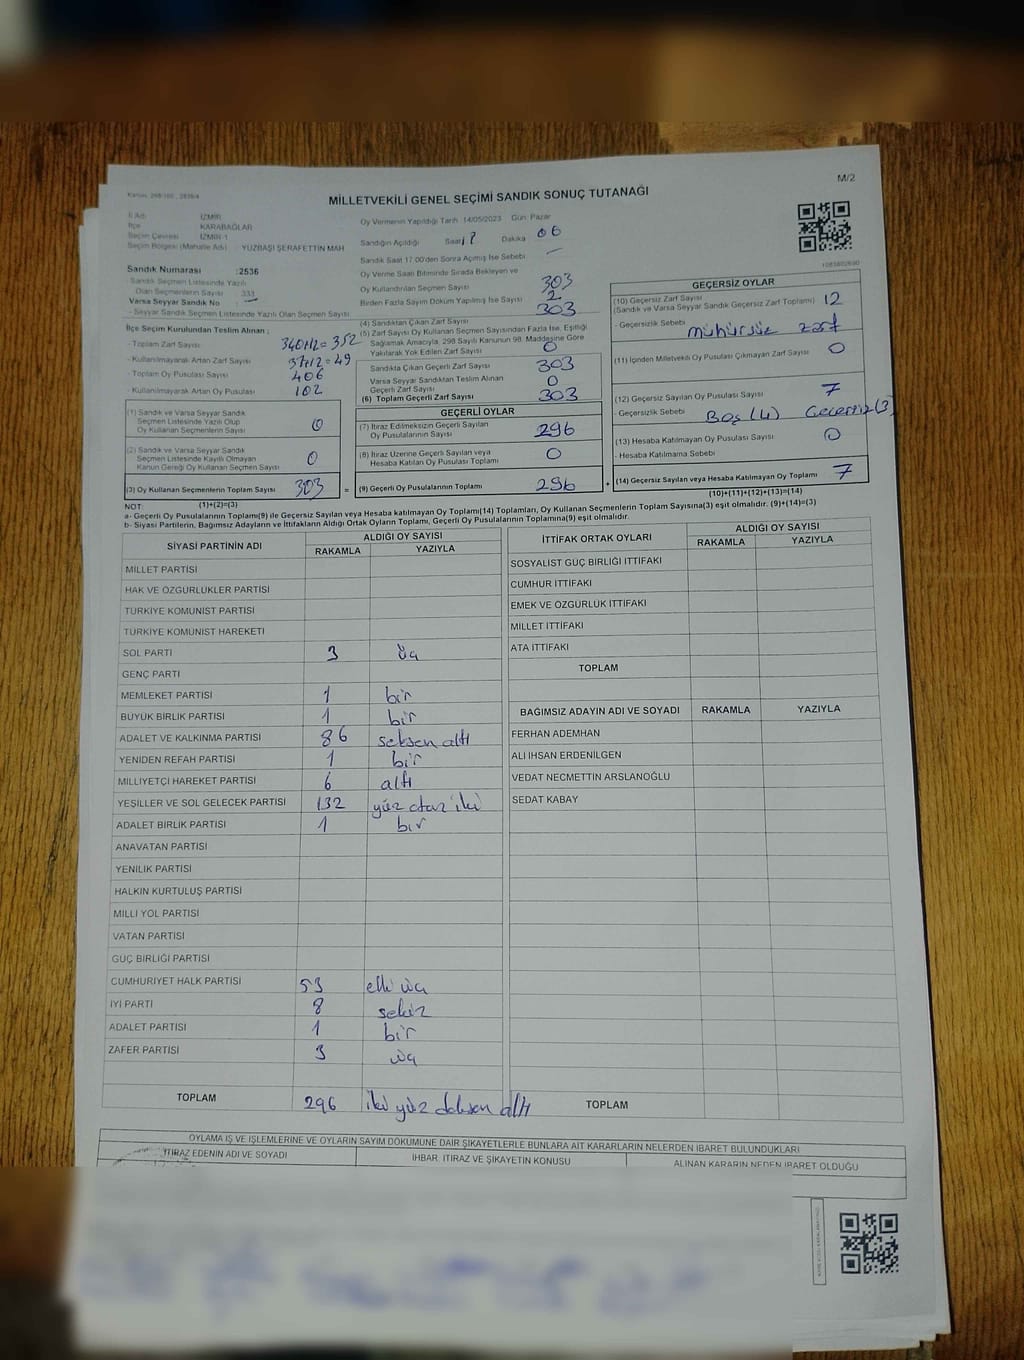 M/2
MİLLETVEKİLİ GENEL SEÇİMİ SANDIK SONUÇ TUTANAĞI
İl Adı : İZMİR
İlçe : KARABAĞLAR
Seçim Çevresi : İZMİR-1
Seçim Bölgesi (Mahalle Adı) : YÜZBAŞI ŞERAFETTİN MAH
Sandık Numarası : 2536
- Sandık Seçmen Listesinde Yazılı
Olan Seçmenlerin Sayısı : 333
Varsa Seyyar Sandık No :
- Seyyar Sandık Seçmen Listesinde Yazılı Olan Seçmen Sayısı
Oy Vermenin Yapıldığı Tarih : 14/05/2023 Gün: Pazar
Sandığın Açıldığı Saat Dakika 06
Sandık Saat 17:00'den Sonra Açımış İse Sebebi : —
Oy Verme Saati Bitiminde Sırada Bekleyen ve
Oy Kullandırılan Seçmen Sayısı 303
Birden Fazla Sayım Döküm Yapılmış İse Sayısı 2
(4) Sandıktan Çıkan Zarf Sayısı 303
(5) Zarf Sayısı Oy Kullanan Seçmen Sayısından Fazla İse, Eşitliği
Sağlamak Amacıyla, 298 Sayılı Kanunun 98. Maddesine Göre
Yakılarak Yok Edilen Zarf Sayısı 0
İlçe Seçim Kurulundan Teslim Alınan ;
- Toplam Zarf Sayısı : 340+12=352
- Kullanılmayarak Artan Zarf Sayısı : 37+12=49
- Toplam Oy Pusulası Sayısı : 406
- Kullanılmayarak Artan Oy Pusulası : 102
(1) Sandık ve Varsa Seyyar Sandık
Seçmen Listesinde Yazılı Olup
Oy Kullanan Seçmenlerin Sayısı 0
(2) Sandık ve Varsa Seyyar Sandık
Seçmen Listesinde Kayıtlı Olmayan
Kanun Gereği Oy Kullanan Seçmen Sayısı 0
(3) Oy Kullanan Seçmenlerin Toplam Sayısı 303 =
(1)+(2)=(3)
Sandıkta Çıkan Geçerli Zarf Sayısı 303
Varsa Seyyar Sandıktan Teslim Alınan
Geçerli Zarf Sayısı 0
(6) Toplam Geçerli Zarf Sayısı 303
GEÇERLİ OYLAR
(7) İtiraz Edilmeksizin Geçerli Sayılan
Oy Pusulalarının Sayısı 296
(8) İtiraz Üzerine Geçerli Sayılan veya
Hesaba Katılan Oy Pusulası Toplamı 0
(9) Geçerli Oy Pusulalarının Toplamı 296 +
GEÇERSİZ OYLAR
(10) Geçersiz Zarf Sayısı
(Sandık ve Varsa Seyyar Sandık Geçersiz Zarf Toplamı) 12
- Geçersizlik Sebebi mühürsüz zarf
(11) İçinden Milletvekili Oy Pusulası Çıkmayan Zarf Sayısı 0
(12) Geçersiz Sayılan Oy Pusulası Sayısı 7
- Geçersizlik Sebebi Boş (4) Geçersiz (3)
(13) Hesaba Katılmayan Oy Pusulası Sayısı 0
- Hesaba Katılmama Sebebi
(14) Geçersiz Sayılan veya Hesaba Katılmayan Oy Toplamı 7
(10)+(11)+(12)+(13)=(14)
NOT:
a- Geçerli Oy Pusulalarının Toplamı(9) ile Geçersiz Sayılan veya Hesaba katılmayan Oy Toplamı(14) Toplamları, Oy Kullanan Seçmenlerin Toplam Sayısına(3) eşit olmalıdır. (9)+(14)=(3)
b- Siyasi Partilerin, Bağımsız Adayların ve İttifakların Aldığı Ortak Oyların Toplamı, Geçerli Oy Pusulalarının Toplamına(9) eşit olmalıdır.
SİYASİ PARTİNİN ADI ALDIĞI OY SAYISI
RAKAMLA YAZIYLA
MİLLET PARTİSİ
HAK VE ÖZGÜRLÜKLER PARTİSİ
TÜRKİYE KOMÜNİST PARTİSİ
TÜRKİYE KOMÜNİST HAREKETİ
SOL PARTİ 3 üç
GENÇ PARTİ
MEMLEKET PARTİSİ 1 bir
BÜYÜK BİRLİK PARTİSİ 1 bir
ADALET VE KALKINMA PARTİSİ 86 seksen altı
YENİDEN REFAH PARTİSİ 1 bir
MİLLİYETÇİ HAREKET PARTİSİ 6 altı
YEŞİLLER VE SOL GELECEK PARTİSİ 132 yüz otuz iki
ADALET BİRLİK PARTİSİ 1 bir
ANAVATAN PARTİSİ
YENİLİK PARTİSİ
HALKIN KURTULUŞ PARTİSİ
MİLLİ YOL PARTİSİ
VATAN PARTİSİ
GÜÇ BİRLİĞİ PARTİSİ
CUMHURİYET HALK PARTİSİ 53 elli üç
İYİ PARTİ 8 sekiz
ADALET PARTİSİ 1 bir
ZAFER PARTİSİ 3 üç
TOPLAM 296 iki yüz doksan altı
İTTİFAK ORTAK OYLARI ALDIĞI OY SAYISI
RAKAMLA YAZIYLA
SOSYALİST GÜÇ BİRLİĞİ İTTİFAKI
CUMHUR İTTİFAKI
EMEK VE ÖZGÜRLÜK İTTİFAKI
MİLLET İTTİFAKI
ATA İTTİFAKI
TOPLAM
BAĞIMSIZ ADAYIN ADI VE SOYADI RAKAMLA YAZIYLA
FERHAN ADEMHAN
ALİ İHSAN ERDENİLGEN
VEDAT NECMETTİN ARSLANOĞLU
SEDAT KABAY
TOPLAM
OYLAMA İŞ VE İŞLEMLERİNE VE OYLARIN SAYIM DÖKÜMÜNE DAİR ŞİKAYETLERLE BUNLARA AİT KARARLARIN NELERDEN İBARET BULUNDUKLARI
İTİRAZ EDENİN ADI VE SOYADI İHBAR, İTİRAZ VE ŞİKAYETİN KONUSU ALINAN KARARIN NEDEN İBARET OLDUĞU